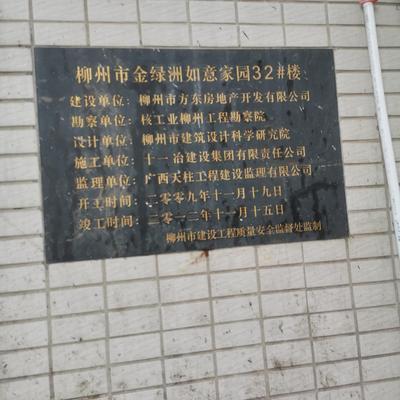 柳州市金绿洲如意家园32#楼
建设单位：柳州市方东房地产开发有限公司
勘察单位：核工业柳州工程勘察院
设计单位：柳州市建筑设计科学研究院
施工单位：十一冶建设集团有限责任公司
监理单位：广西天柱工程建设监理有限公司
开工时间：二零零九年十一月十九日
竣工时间：二零一二年十一月十五日
柳州市建设工程质量安全监督处监制